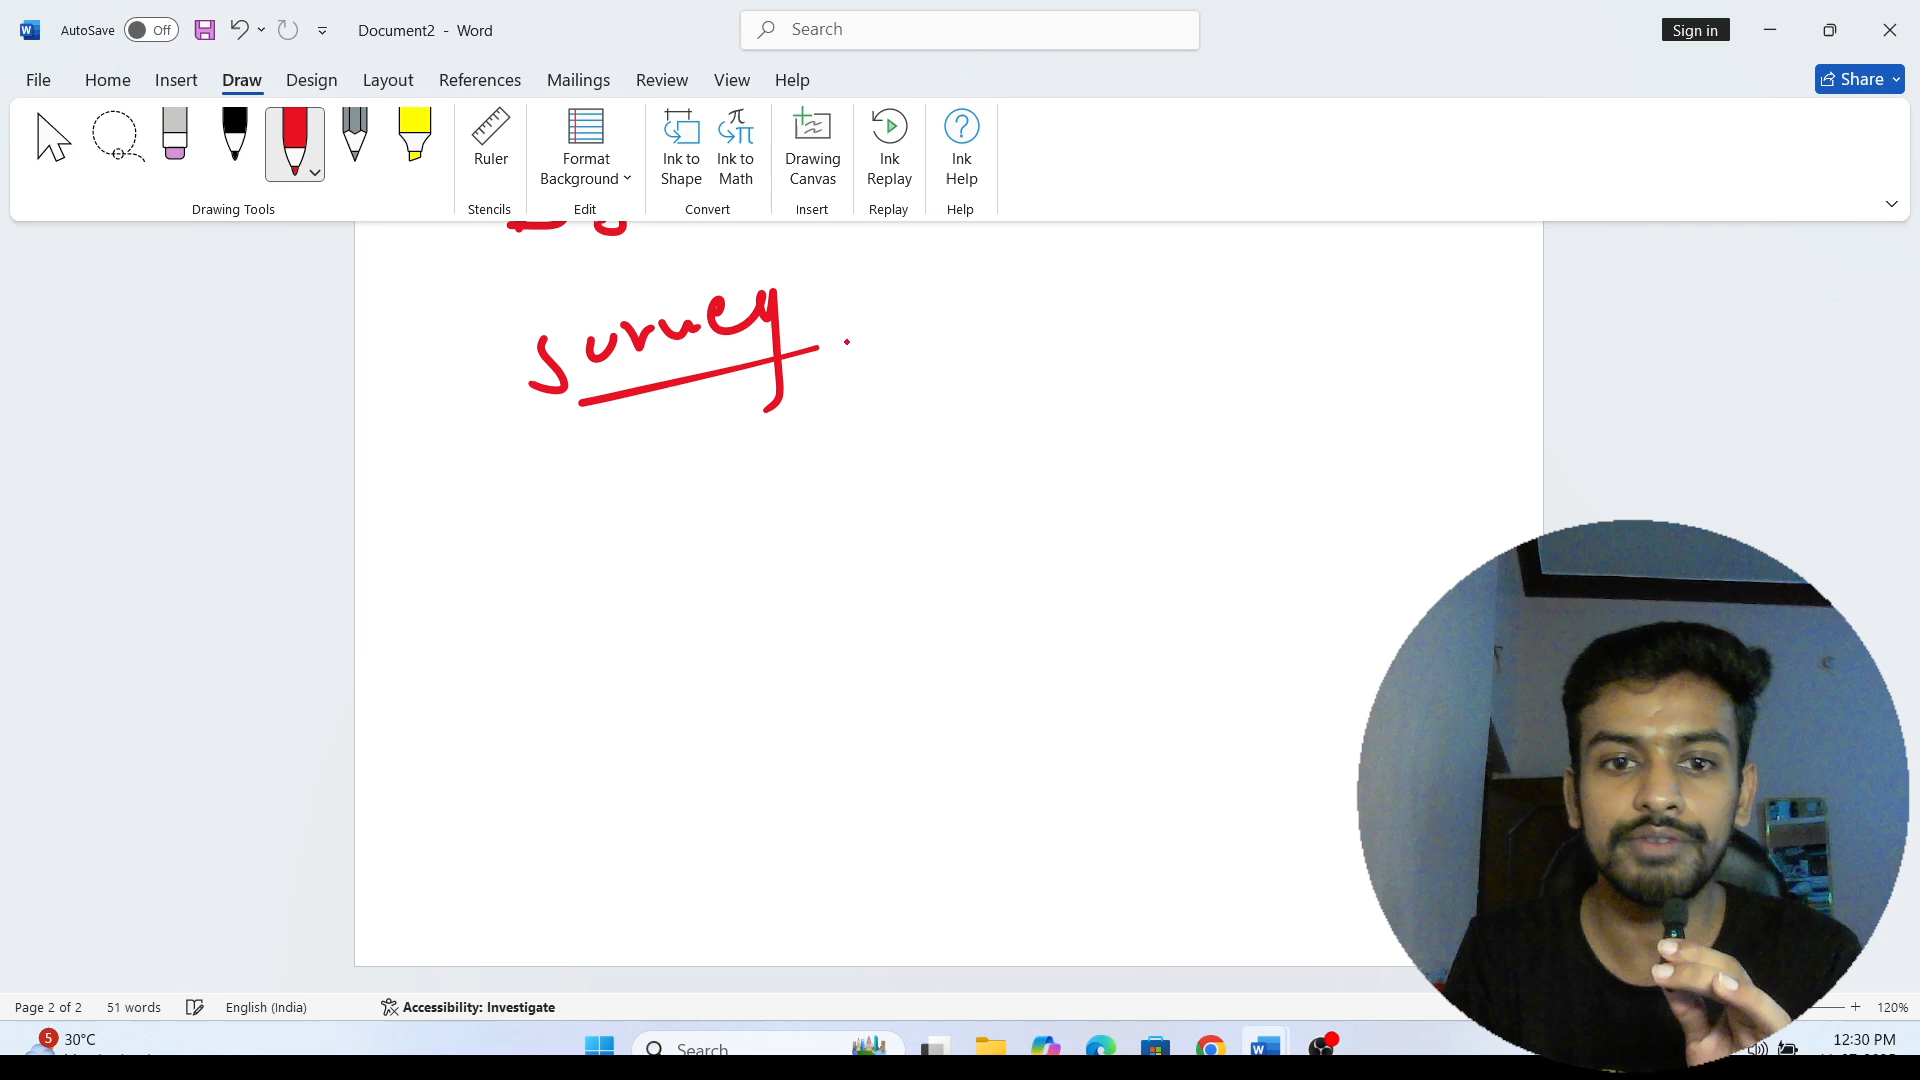 AutoSave Off Document2 - Word Search Sign in
File Home Insert Draw Design Layout References Mailings Review View Help Share
Ruler
Format Background
Ink to Shape
Ink to Math
Drawing Canvas
Ink Replay
Ink Help
Drawing Tools Stencils Edit Convert Insert Replay Help
survey
Page 2 of 2 51 words English (India) Accessibility: Investigate 120%
5 30°C Search 12:30 PM